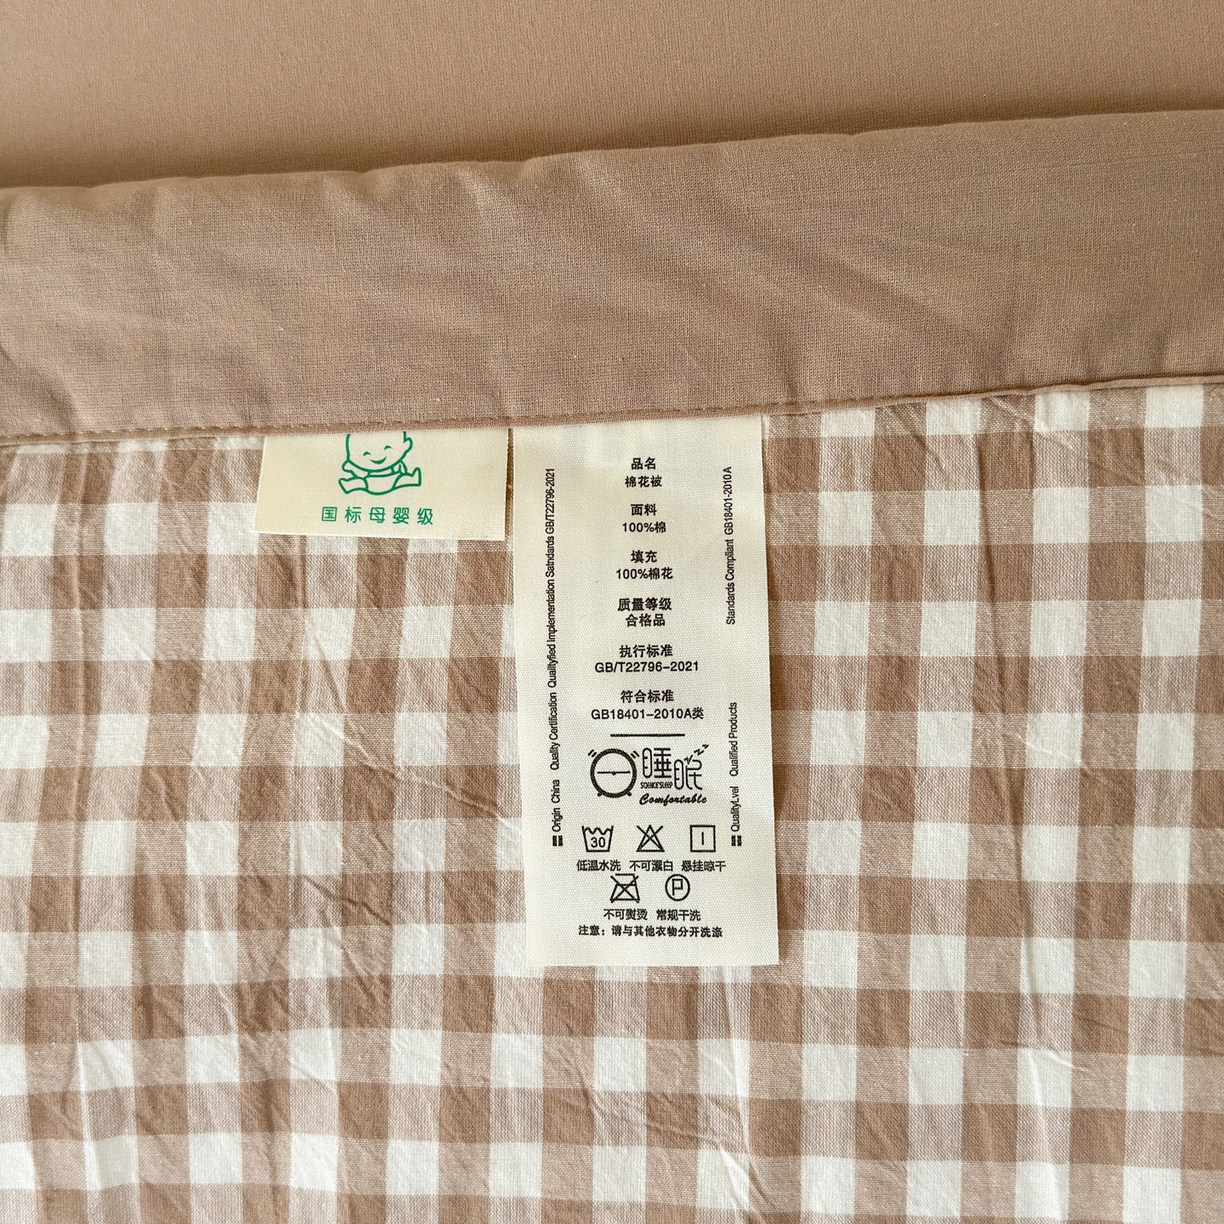 国标母婴级
品名
棉花被
面料
100%棉
填充
100%棉花
质量等级
合格品
执行标准
GB/T22796-2021
符合标准
GB18401-2010A类
睡眠
SCIENCE'SLEEP
Comfortable
30
低温水洗 不可漂白 悬挂晾干
P
不可熨烫 常规干洗
注意：请与其他衣物分开洗涤
Origin China Quality Certification Qualityfied Implementation Satndards GB/T22796-2021
QualityLvel Qualified Products Standards Compliant GB18401-2010A